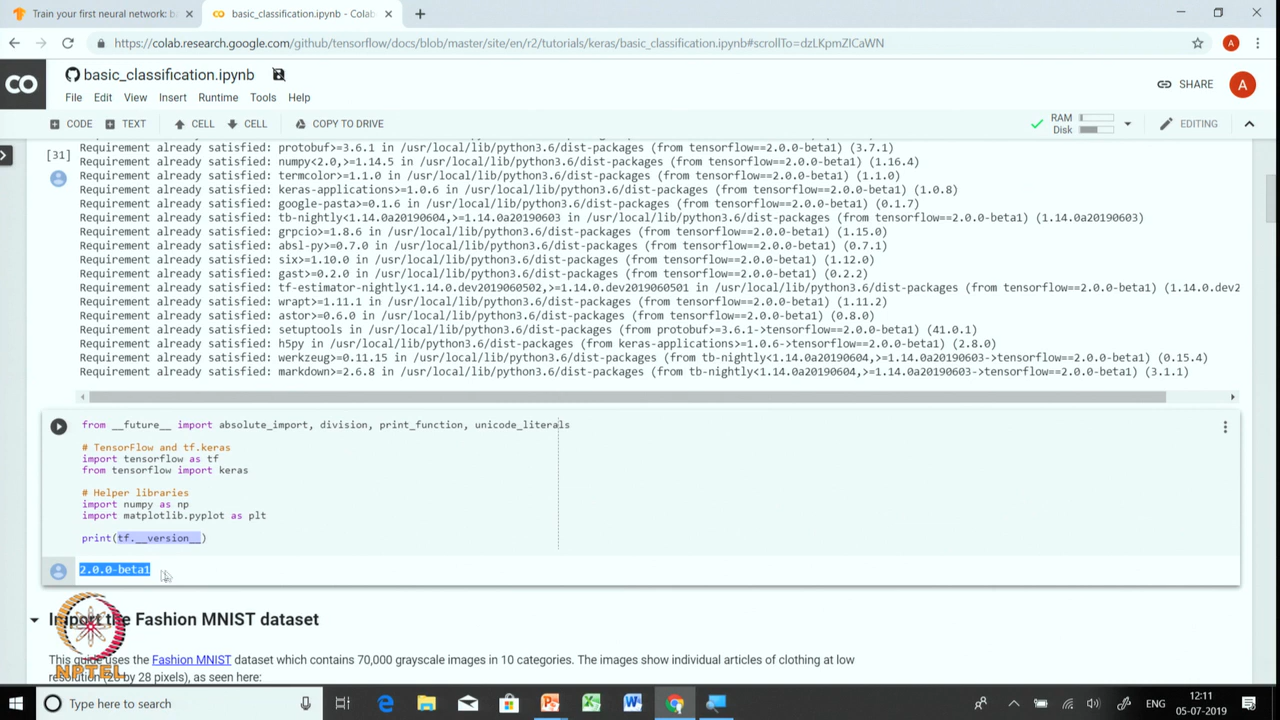 Train your first neural network: ba
basic_classification.ipynb - Colab
https://colab.research.google.com/github/tensorflow/docs/blob/master/site/en/r2/tutorials/keras/basic_classification.ipynb#scrollTo=dzLKpmZICaWN
A
CO
basic_classification.ipynb
SHARE
A
File Edit View Insert Runtime Tools Help
CODE TEXT CELL CELL COPY TO DRIVE
RAM
Disk
EDITING
[31]
Requirement already satisfied: protobuf>=3.6.1 in /usr/local/lib/python3.6/dist-packages (from tensorflow==2.0.0-beta1) (3.7.1)
Requirement already satisfied: numpy<2.0,>=1.14.5 in /usr/local/lib/python3.6/dist-packages (from tensorflow==2.0.0-beta1) (1.16.4)
Requirement already satisfied: termcolor>=1.1.0 in /usr/local/lib/python3.6/dist-packages (from tensorflow==2.0.0-beta1) (1.1.0)
Requirement already satisfied: keras-applications>=1.0.6 in /usr/local/lib/python3.6/dist-packages (from tensorflow==2.0.0-beta1) (1.0.8)
Requirement already satisfied: google-pasta>=0.1.6 in /usr/local/lib/python3.6/dist-packages (from tensorflow==2.0.0-beta1) (0.1.7)
Requirement already satisfied: tb-nightly<1.14.0a20190604,>=1.14.0a20190603 in /usr/local/lib/python3.6/dist-packages (from tensorflow==2.0.0-beta1) (1.14.0a20190603)
Requirement already satisfied: grpcio>=1.8.6 in /usr/local/lib/python3.6/dist-packages (from tensorflow==2.0.0-beta1) (1.15.0)
Requirement already satisfied: absl-py>=0.7.0 in /usr/local/lib/python3.6/dist-packages (from tensorflow==2.0.0-beta1) (0.7.1)
Requirement already satisfied: six>=1.10.0 in /usr/local/lib/python3.6/dist-packages (from tensorflow==2.0.0-beta1) (1.12.0)
Requirement already satisfied: gast>=0.2.0 in /usr/local/lib/python3.6/dist-packages (from tensorflow==2.0.0-beta1) (0.2.2)
Requirement already satisfied: tf-estimator-nightly<1.14.0.dev2019060502,>=1.14.0.dev2019060501 in /usr/local/lib/python3.6/dist-packages (from tensorflow==2.0.0-beta1) (1.14.0.dev2
Requirement already satisfied: wrapt>=1.11.1 in /usr/local/lib/python3.6/dist-packages (from tensorflow==2.0.0-beta1) (1.11.2)
Requirement already satisfied: astor>=0.6.0 in /usr/local/lib/python3.6/dist-packages (from tensorflow==2.0.0-beta1) (0.8.0)
Requirement already satisfied: setuptools in /usr/local/lib/python3.6/dist-packages (from protobuf>=3.6.1->tensorflow==2.0.0-beta1) (41.0.1)
Requirement already satisfied: h5py in /usr/local/lib/python3.6/dist-packages (from keras-applications>=1.0.6->tensorflow==2.0.0-beta1) (2.8.0)
Requirement already satisfied: werkzeug>=0.11.15 in /usr/local/lib/python3.6/dist-packages (from tb-nightly<1.14.0a20190604,>=1.14.0a20190603->tensorflow==2.0.0-beta1) (0.15.4)
Requirement already satisfied: markdown>=2.6.8 in /usr/local/lib/python3.6/dist-packages (from tb-nightly<1.14.0a20190604,>=1.14.0a20190603->tensorflow==2.0.0-beta1) (3.1.1)
from __future__ import absolute_import, division, print_function, unicode_literals
# TensorFlow and tf.keras
import tensorflow as tf
from tensorflow import keras
# Helper libraries
import numpy as np
import matplotlib.pyplot as plt
print(tf.__version__)
2.0.0-beta1
Import the Fashion MNIST dataset
This guide uses the Fashion MNIST dataset which contains 70,000 grayscale images in 10 categories. The images show individual articles of clothing at low
resolution (28 by 28 pixels), as seen here:
NPTEL
Type here to search
ENG
12:11
05-07-2019